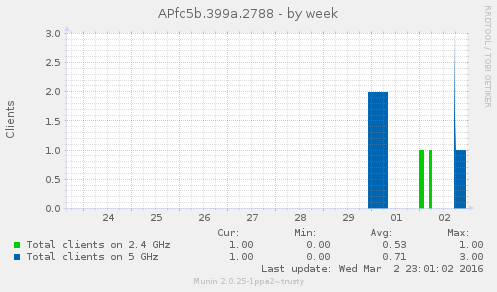 APfc5b.399a.2788 - by week
RRDTOOL / TOBI OETIKER
Clients
3.0
2.5
2.0
1.5
1.0
0.5
0.0
24 25 26 27 28 29 01 02
Cur: Min: Avg: Max:
Total clients on 2.4 GHz 1.00 0.00 0.53 1.00
Total clients on 5 GHz 1.00 0.00 0.71 3.00
Last update: Wed Mar 2 23:01:02 2016
Munin 2.0.25-1ppa2~trusty